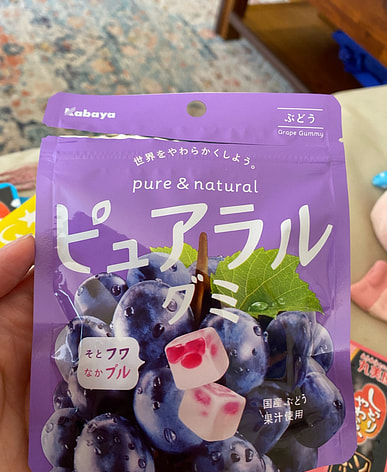 Kabaya
ぶどう
Grape Gummy
世界をやわらかくしよう。
pure & natural
ピュアラル
グミ
そとフワ
なかプル
国産ぶどう
果汁使用